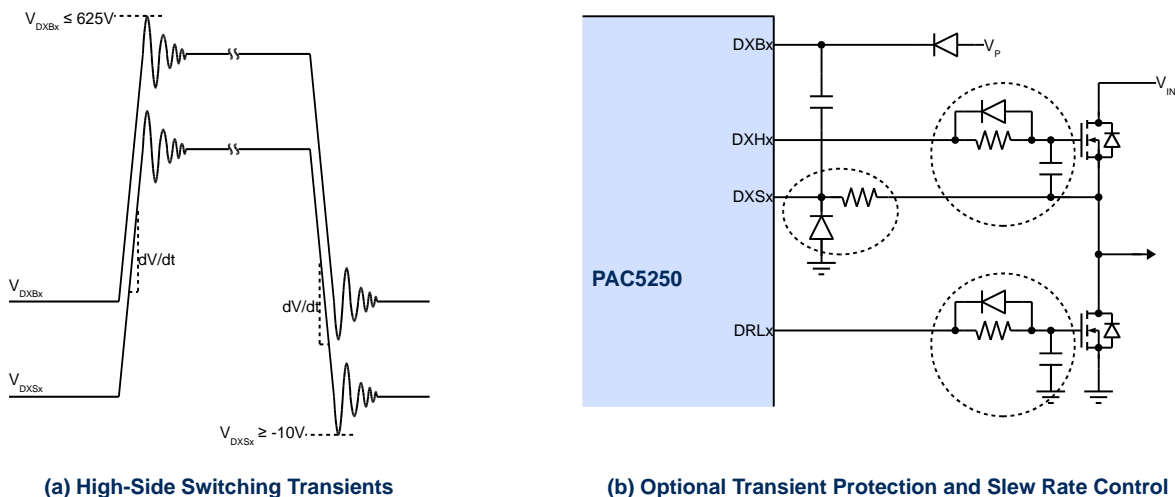 V_DXBx ≤ 625V
dV/dt
V_DXBx
dV/dt
V_DXSx
V_DXSx ≥ -10V
(a) High-Side Switching Transients
DXBx
V_P
V_IN
DXHx
DXSx
PAC5250
DRLx
(b) Optional Transient Protection and Slew Rate Control